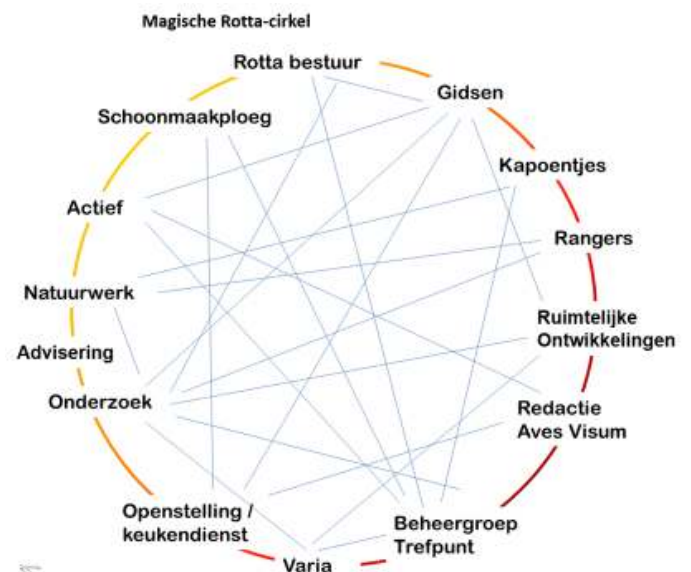 Magische Rotta-cirkel
Rotta bestuur
Gidsen
Schoonmaakploeg
Kapoentjes
Actief
Rangers
Natuurwerk
Ruimtelijke
Ontwikkelingen
Advisering
Onderzoek
Redactie
Aves Visum
Openstelling /
keukendienst
Beheergroep
Trefpunt
Varia